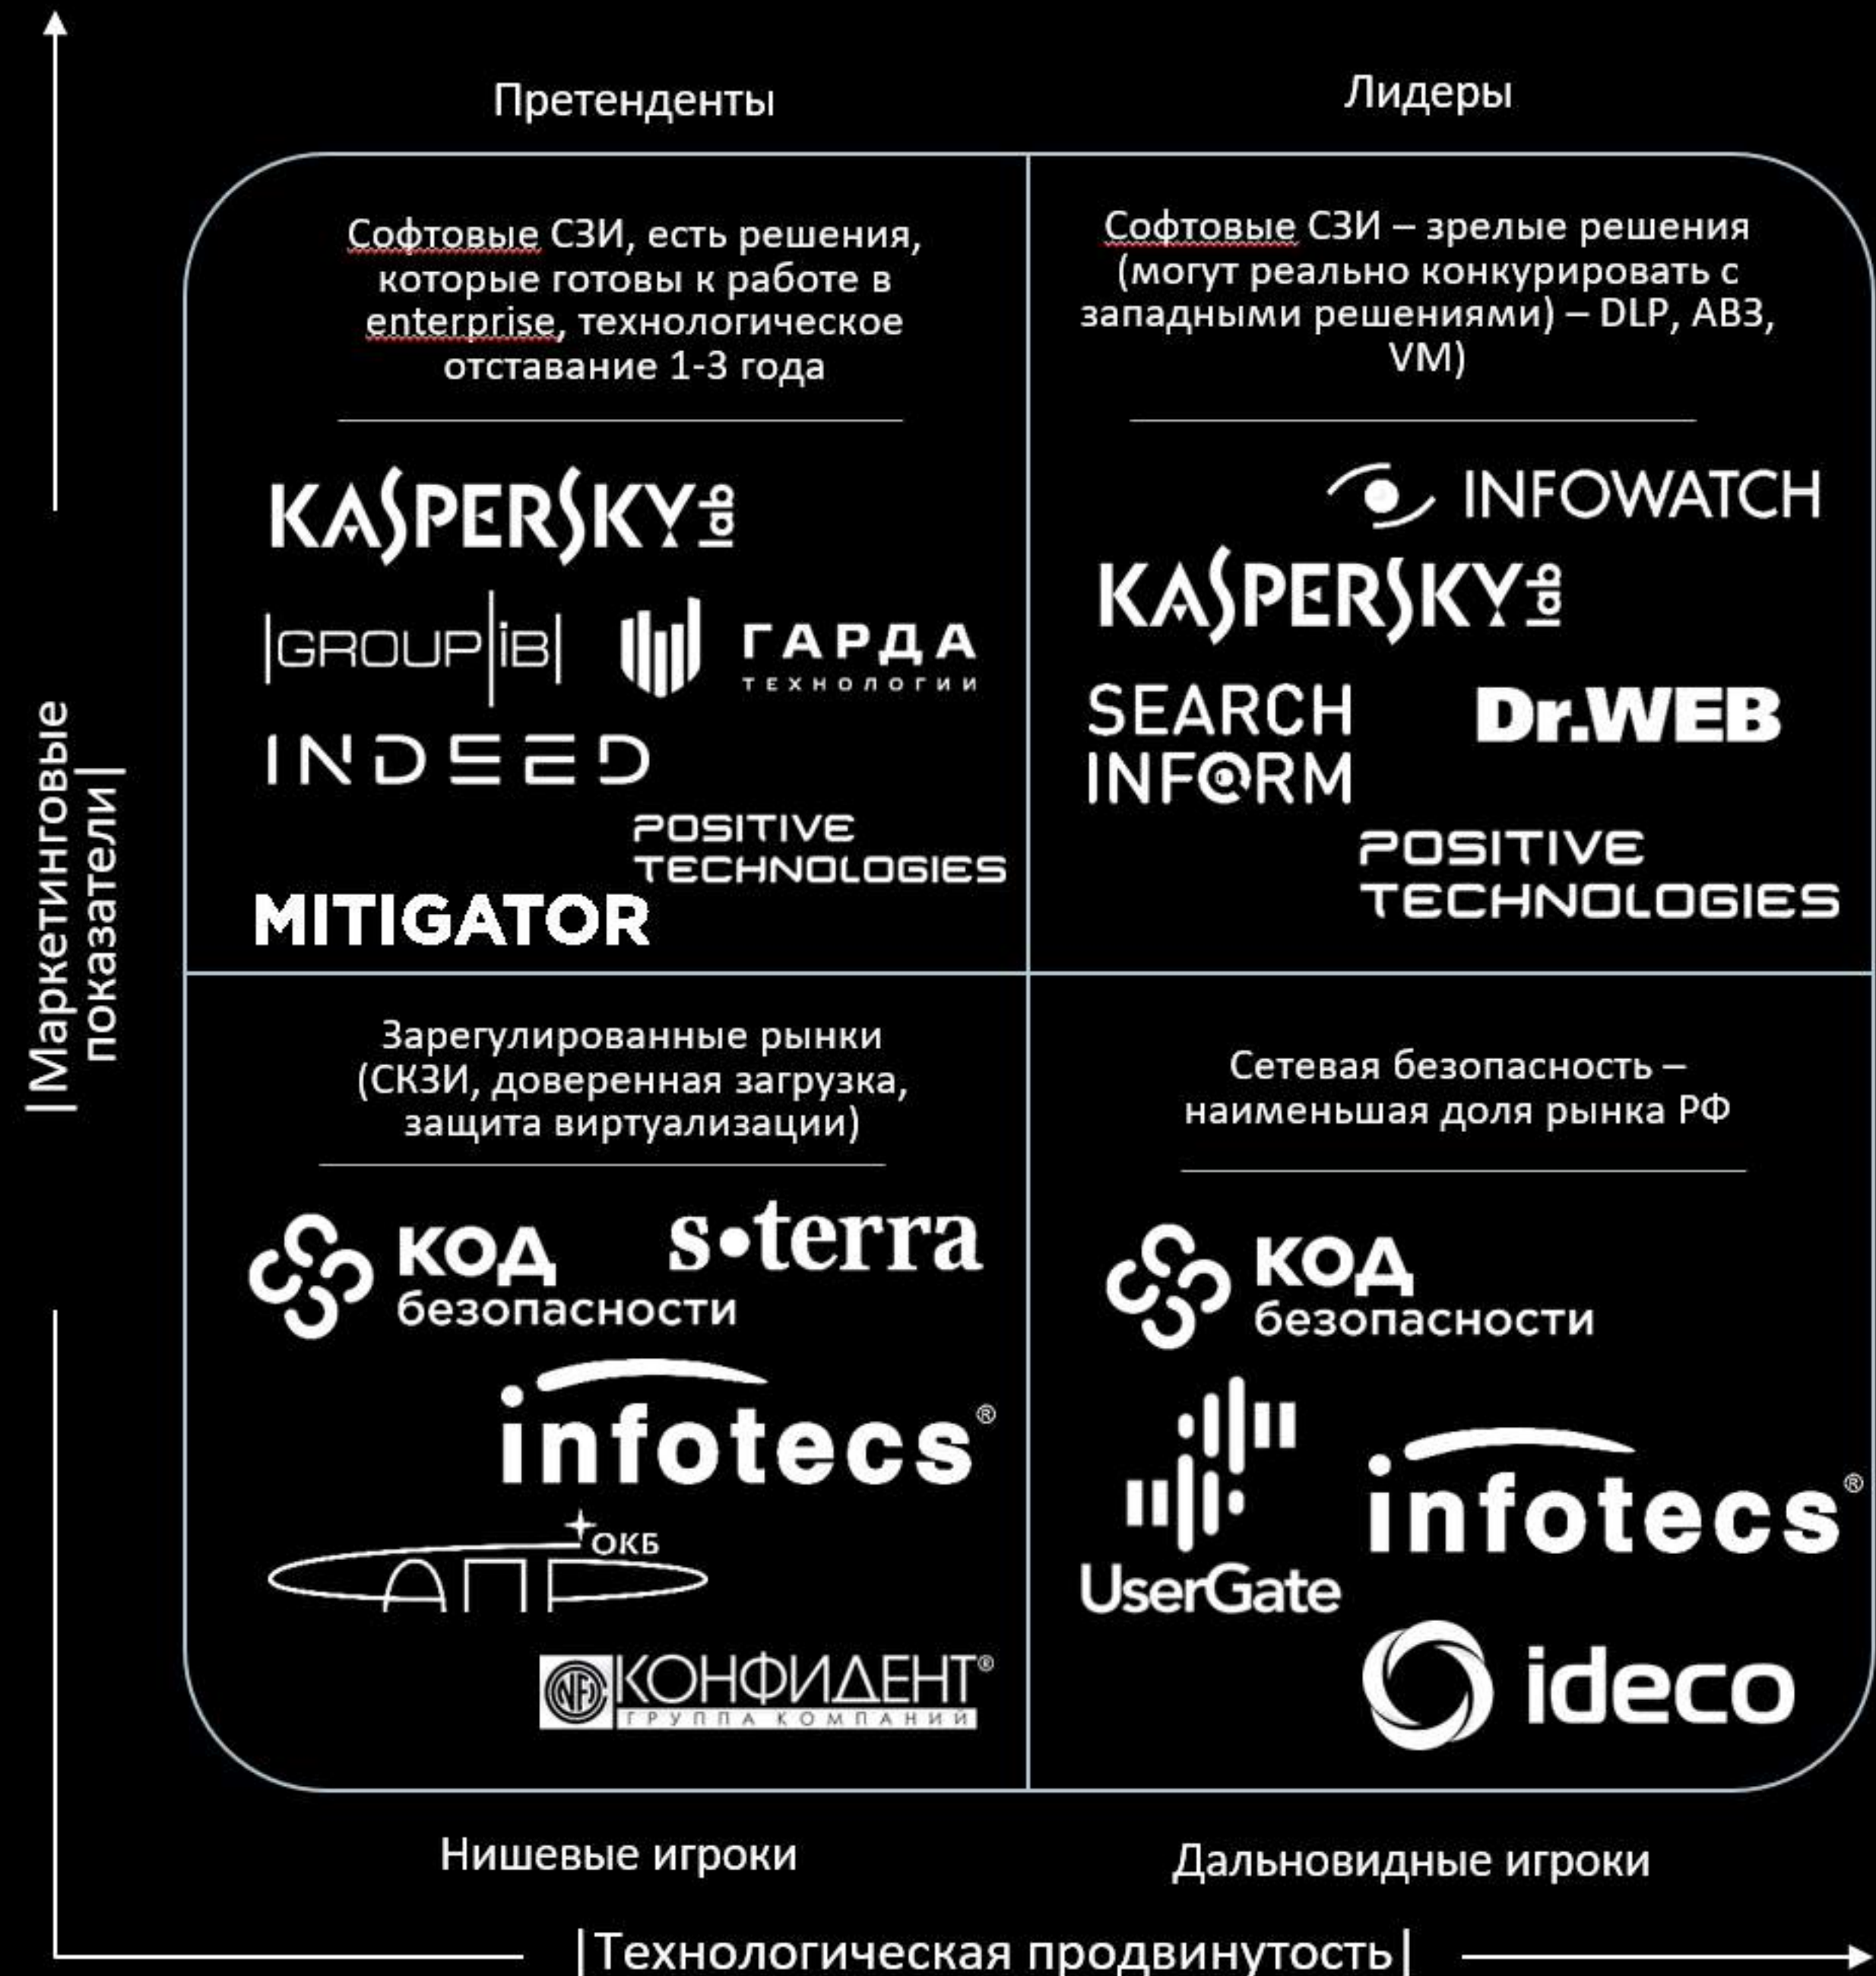 Претенденты
Лидеры
Софтовые СЗИ, есть решения,
которые готовы к работе в
enterprise, технологическое
отставание 1-3 года
KASPERSKY lab
|GROUP|iB|
ГАРДА
ТЕХНОЛОГИИ
INDEED
POSITIVE
TECHNOLOGIES
MITIGATOR
Софтовые СЗИ – зрелые решения
(могут реально конкурировать с
западными решениями) – DLP, АВЗ,
VM)
INFOWATCH
KASPERSKY lab
SEARCH
INFORM
Dr.WEB
POSITIVE
TECHNOLOGIES
|Маркетинговые
показатели|
Зарегулированные рынки
(СКЗИ, доверенная загрузка,
защита виртуализации)
КОД
безопасности
s•terra
infotecs®
ОКБ
САПР
КОНФИДЕНТ®
ГРУППА КОМПАНИЙ
Сетевая безопасность –
наименьшая доля рынка РФ
КОД
безопасности
UserGate
infotecs®
ideco
Нишевые игроки
Дальновидные игроки
|Технологическая продвинутость|